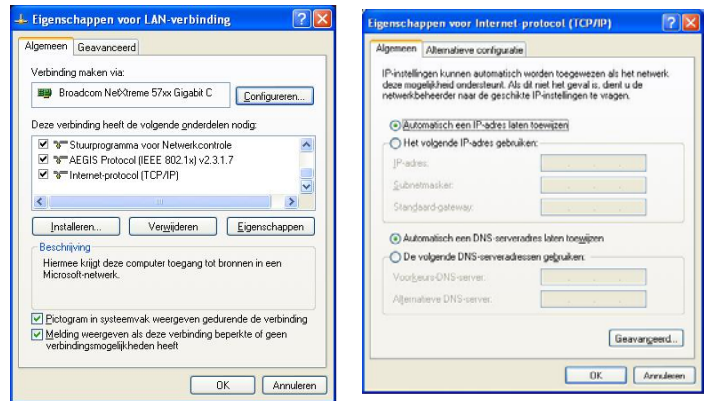 Eigenschappen voor LAN-verbinding
Algemeen
Geavanceerd
Verbinding maken via:
Broadcom NetXtreme 57xx Gigabit C
Configureren...
Deze verbinding heeft de volgende onderdelen nodig:
Stuurprogramma voor Netwerkcontrole
AEGIS Protocol (IEEE 802.1x) v2.3.1.7
Internet-protocol (TCP/IP)
Installeren...
Verwijderen
Eigenschappen
Beschrijving
Hiermee krijgt deze computer toegang tot bronnen in een
Microsoft-netwerk.
Pictogram in systeemvak weergeven gedurende de verbinding
Melding weergeven als deze verbinding beperkte of geen
verbindingsmogelijkheden heeft
OK
Annuleren
Eigenschappen voor Internet-protocol (TCP/IP)
Algemeen
Alternatieve configuratie
IP-instellingen kunnen automatisch worden toegewezen als het netwerk
deze mogelijkheid ondersteunt. Als dit niet het geval is, dient u de
netwerkbeheerder naar de geschikte IP-instellingen te vragen.
Automatisch een IP-adres laten toewijzen
Het volgende IP-adres gebruiken:
IP-adres:
Subnetmasker:
Standaard-gateway:
Automatisch een DNS-serveradres laten toewijzen
De volgende DNS-serveradressen gebruiken:
Voorkeurs-DNS-server:
Alternatieve DNS-server:
Geavanceerd...
OK
Annuleren